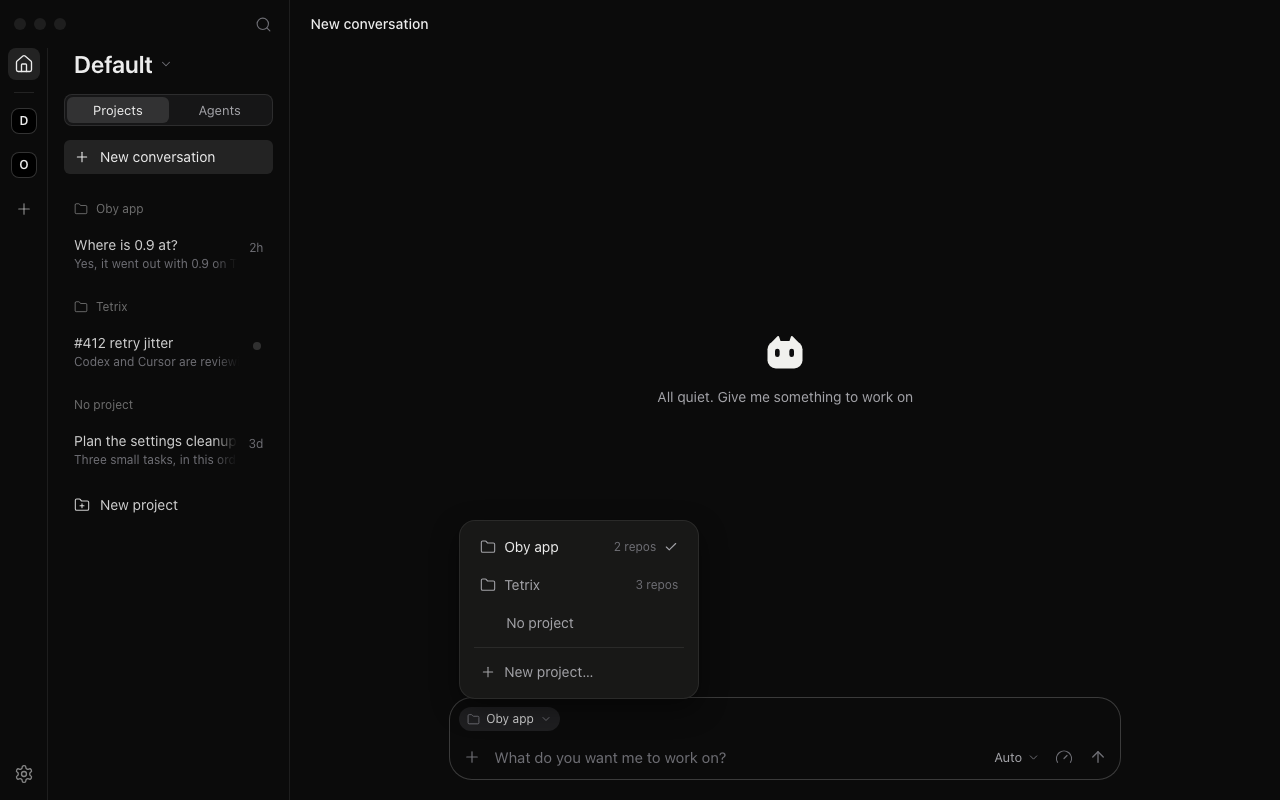 New conversation
Default
Projects
Agents
D
New conversation
O
Oby app
Where is 0.9 at?
2h
Yes, it went out with 0.9 on
Tetrix
#412 retry jitter
Codex and Cursor are review
No project
Plan the settings cleanup
3d
Three small tasks, in this ord
New project
All quiet. Give me something to work on
Oby app
2 repos
Tetrix
3 repos
No project
New project...
Oby app
What do you want me to work on?
Auto